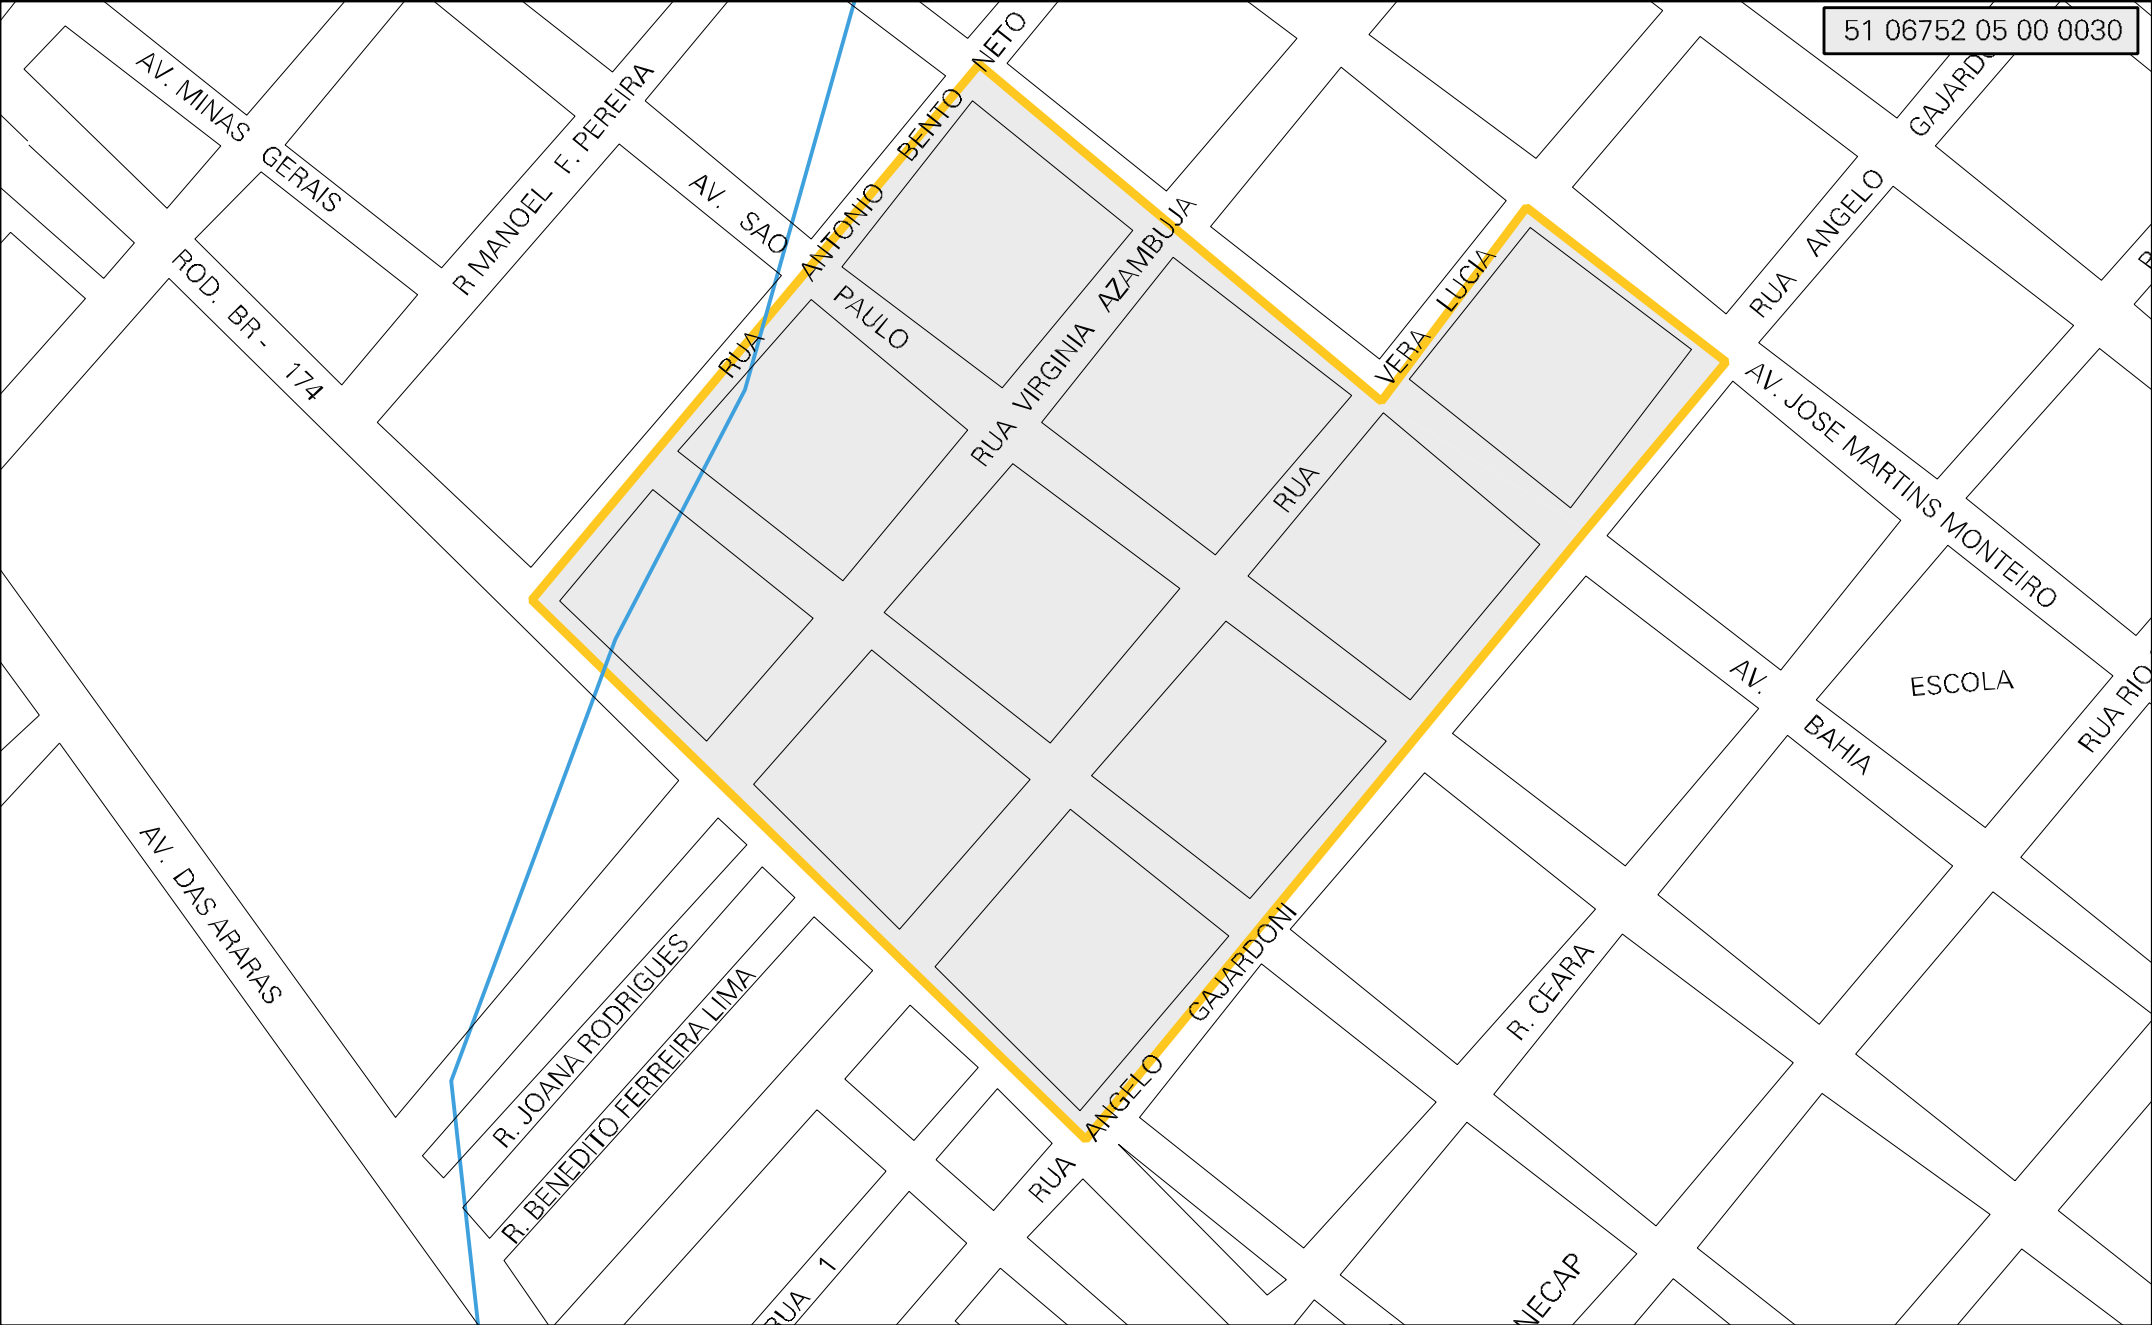 51 06752 05 00 0030
AV. MINAS GERAIS
R MANOEL F. PEREIRA
ROD. BR - 174
AV. SAO PAULO
RUA ANTONIO BENTO NETO
RUA VIRGINIA AZAMBUJA
RUA VERA LUCIA
RUA ANGELO GAJARDO
AV. JOSE MARTINS MONTEIRO
AV. BAHIA
ESCOLA
RUA RIO
AV. DAS ARARAS
R. JOANA RODRIGUES
R. BENEDITO FERREIRA LIMA
RUA ANGELO GAJARDONI
R. CEARA
RUA 1
NECAP